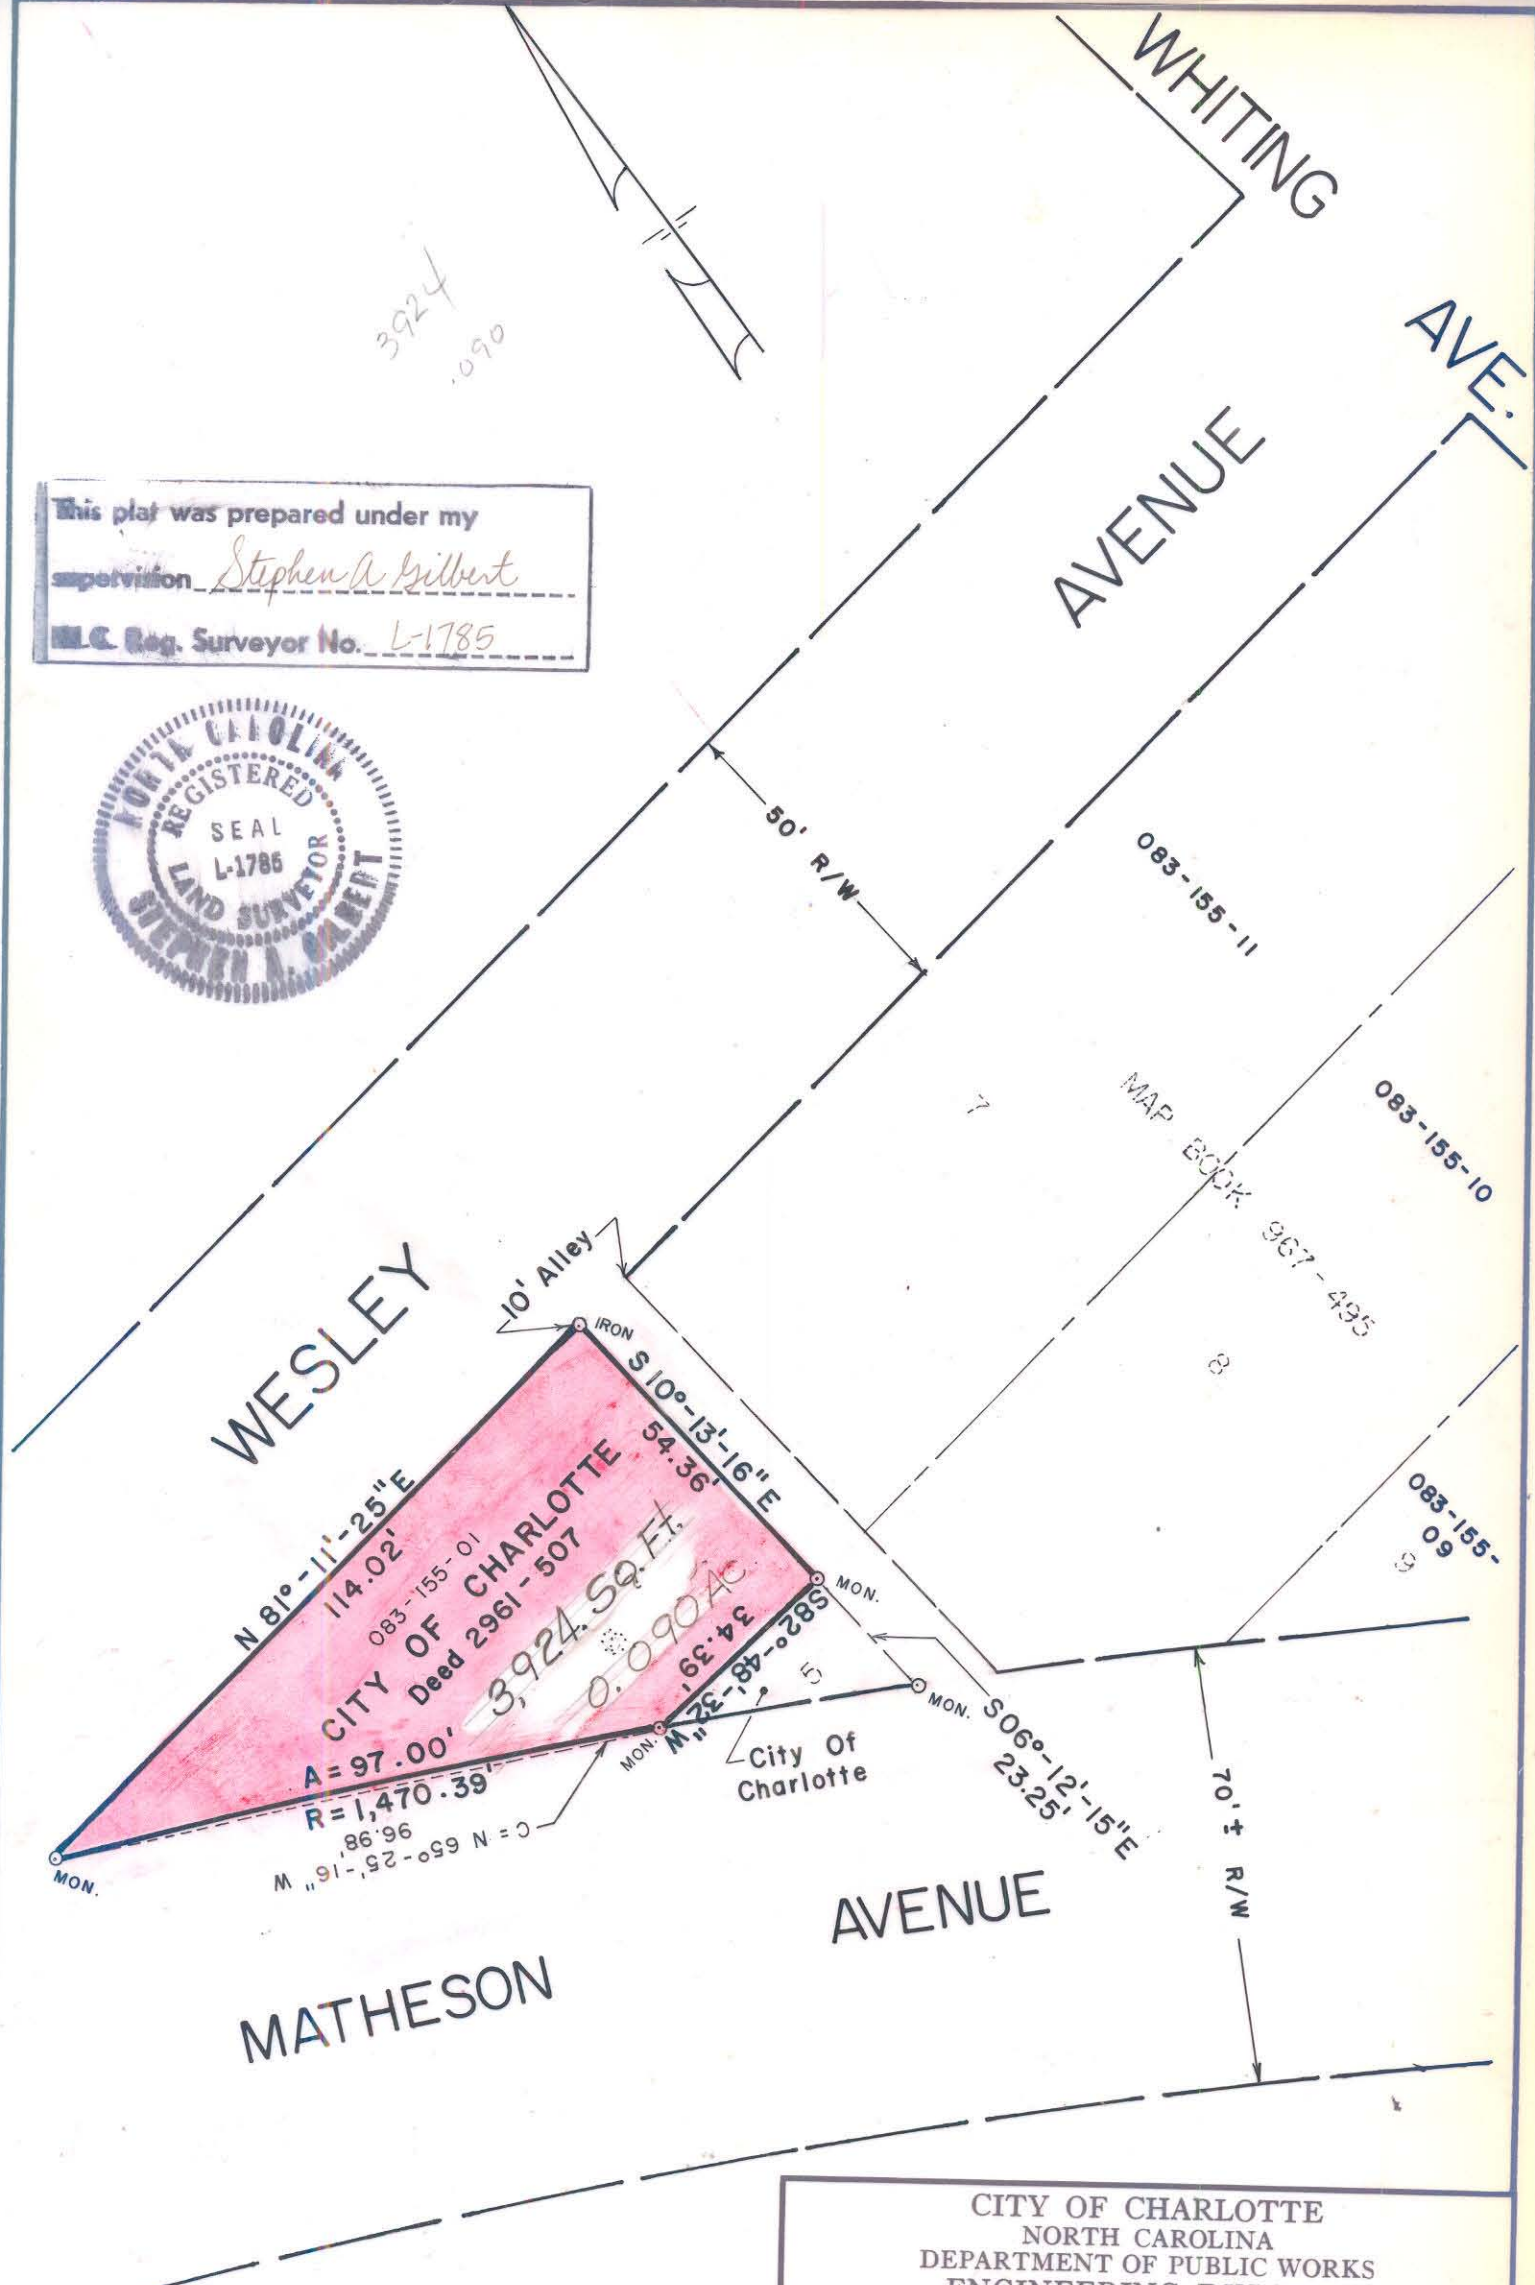 WHITING
AVE.
3924
.090
This plat was prepared under my
supervision Stephen A Gilbert
N.C. Reg. Surveyor No. L-1785
NORTH CAROLINA
REGISTERED
SEAL
L-1785
LAND SURVEYOR
STEPHEN A. GILBERT
AVENUE
50' R/W
083-155-11
7
MAP BOOK 967-495
083-155-10
8
083-155-
09
9
WESLEY
10' Alley
IRON
S 10°-13'-16" E
54.36'
N 81°-11'-25" E
114.02'
083-155-01
CITY OF CHARLOTTE
Deed 2961-507
3,924. Sq. Ft.
0.090 AC
MON.
S82°-48'-32" W
34.39'
5
A = 97.00'
R = 1,470.39'
C = N 65°-25'-16" W
96.98'
MON.
MON.
MON.
City Of
Charlotte
S 06°-12'-15" E
23.25'
70' ± R/W
MATHESON
AVENUE
CITY OF CHARLOTTE
NORTH CAROLINA
DEPARTMENT OF PUBLIC WORKS